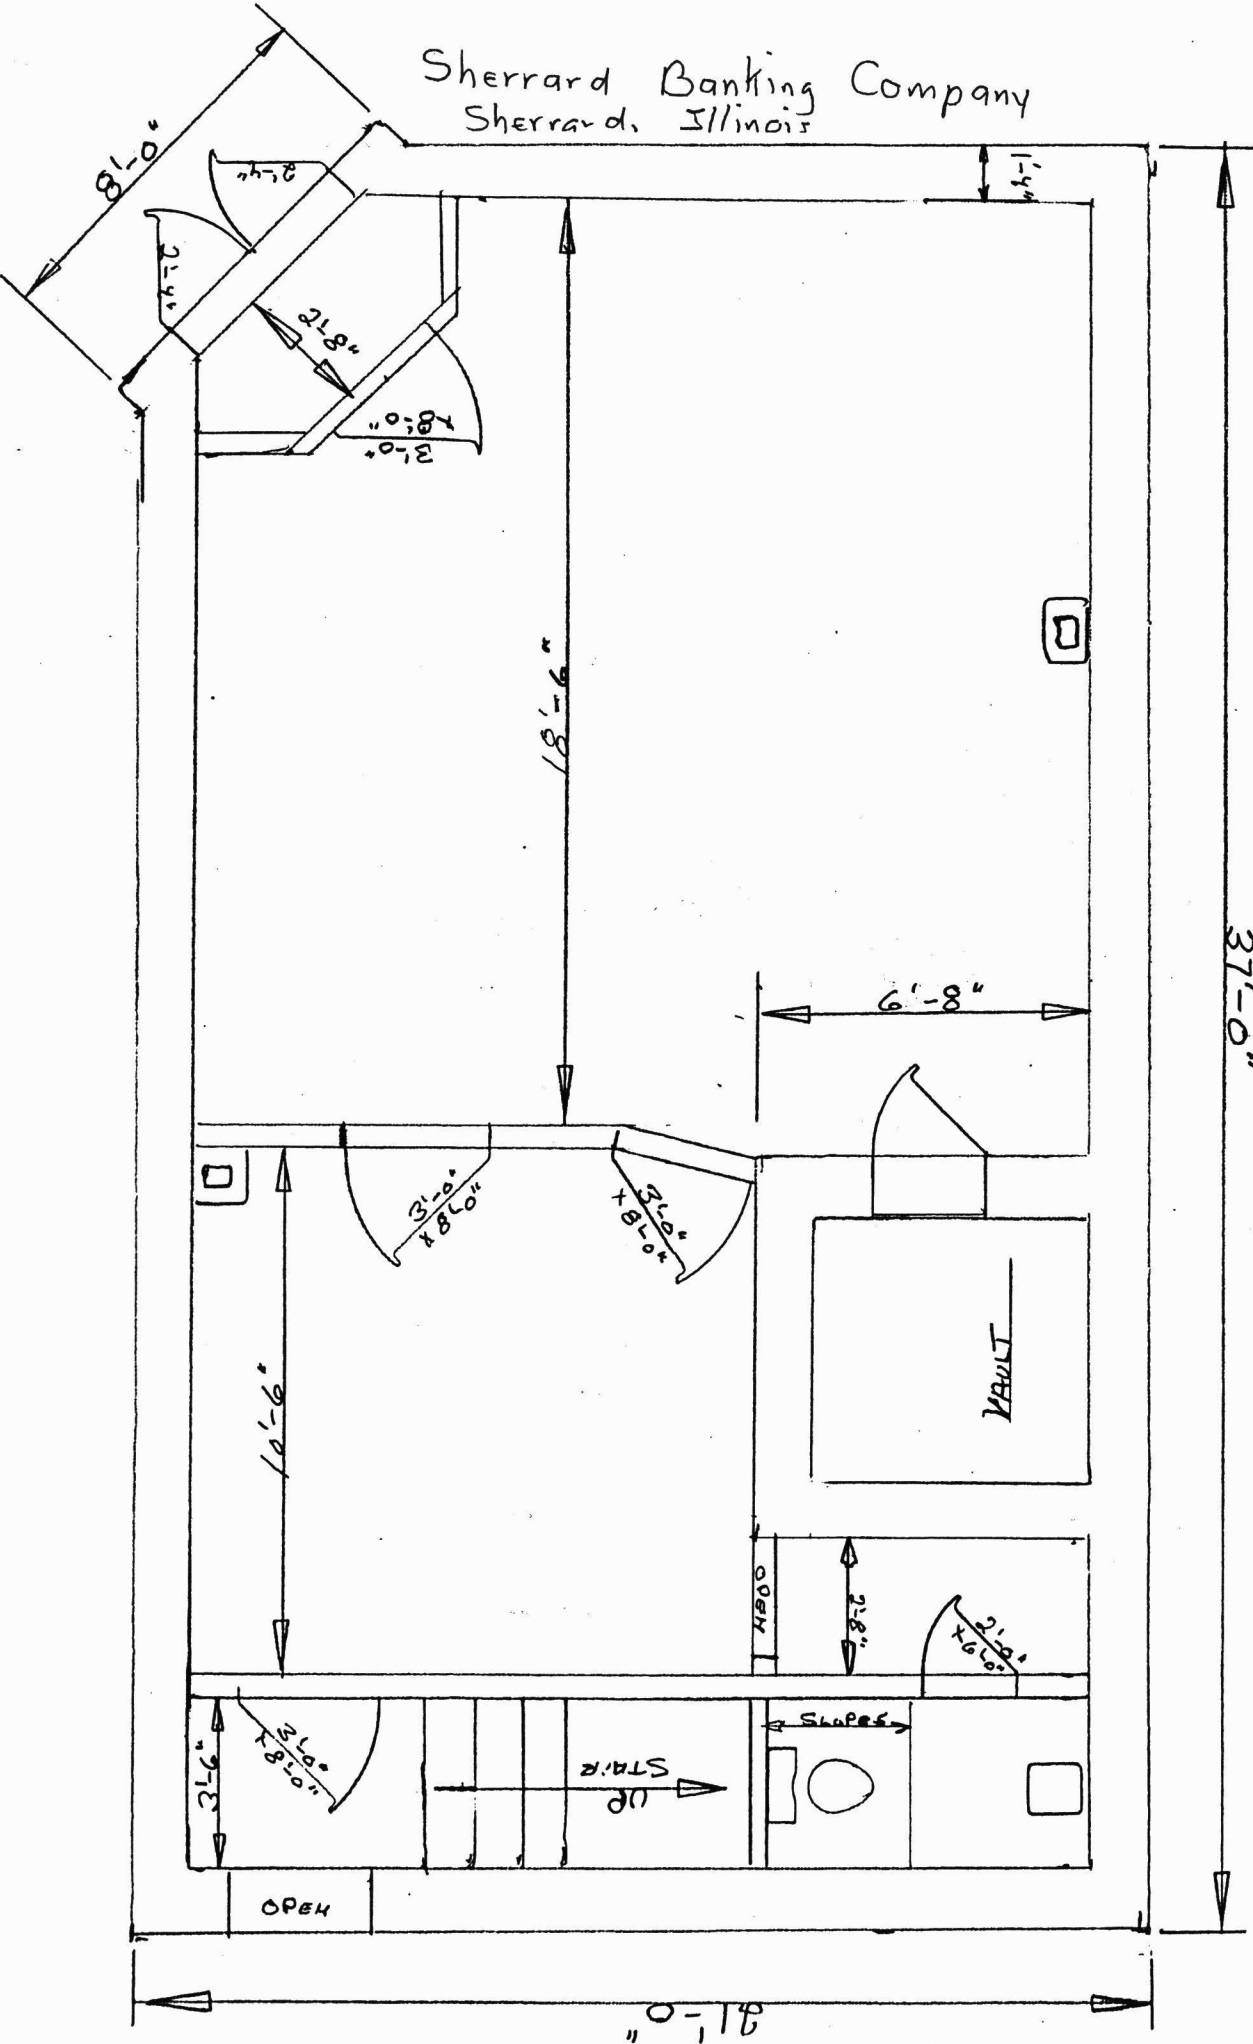 Sherrard Banking Company
Sherrard, Illinois
8'-0"
2'-4"
2'-4"
1'-4"
2'-8"
3'-0"
x 8'-0"
18'-6"
37'-0"
6'-8"
3'-0"
x 8'-0"
3'-0"
x 8'-0"
10'-6"
VAULT
OPEN
2'-8"
2'-0"
x 6'-0"
3'-6"
3'-0"
x 8'-0"
UP
STAIR
SLOPES
OPEN
21'-0"